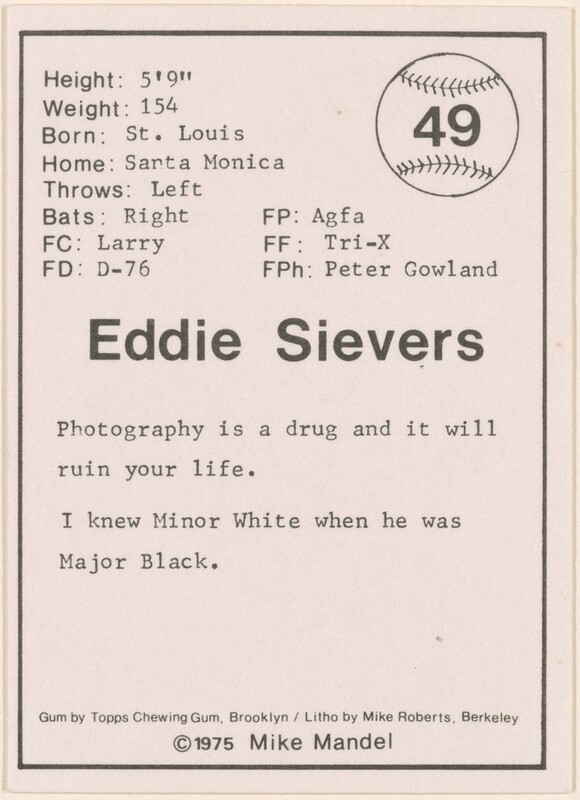 Height: 5'9"
49
Weight: 154
Born: St. Louis
Home: Santa Monica
Throws: Left
Bats: Right FP: Agfa
FC: Larry FF: Tri-X
FD: D-76 FPh: Peter Gowland
Eddie Sievers
Photography is a drug and it will
ruin your life.
I knew Minor White when he was
Major Black.
Gum by Topps Chewing Gum, Brooklyn / Litho by Mike Roberts, Berkeley
©1975 Mike Mandel